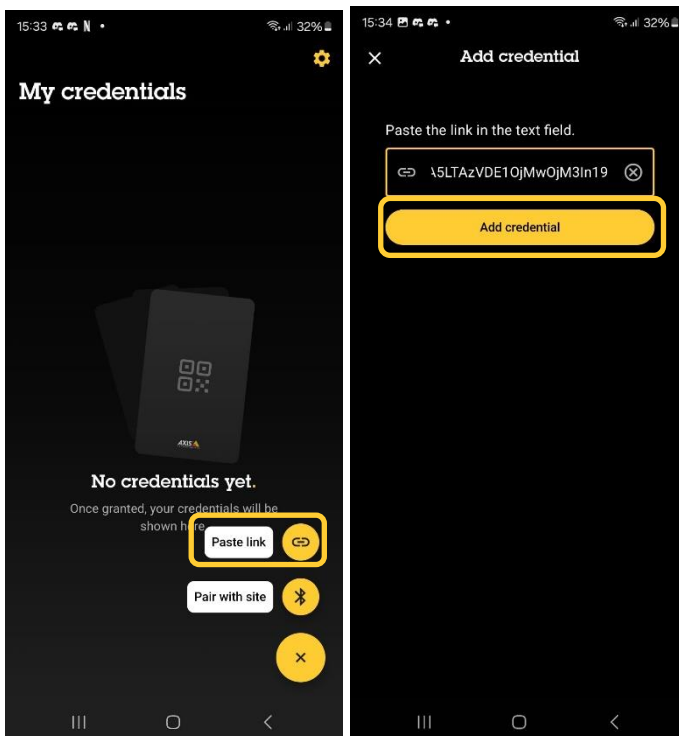 15:33 N • 32%
My credentials
AXIS
No credentials yet.
Once granted, your credentials will be
shown here.
Paste link
Pair with site
15:34 • 32%
Add credential
Paste the link in the text field.
5LTAzVDE1OjMwOjM3In19
Add credential